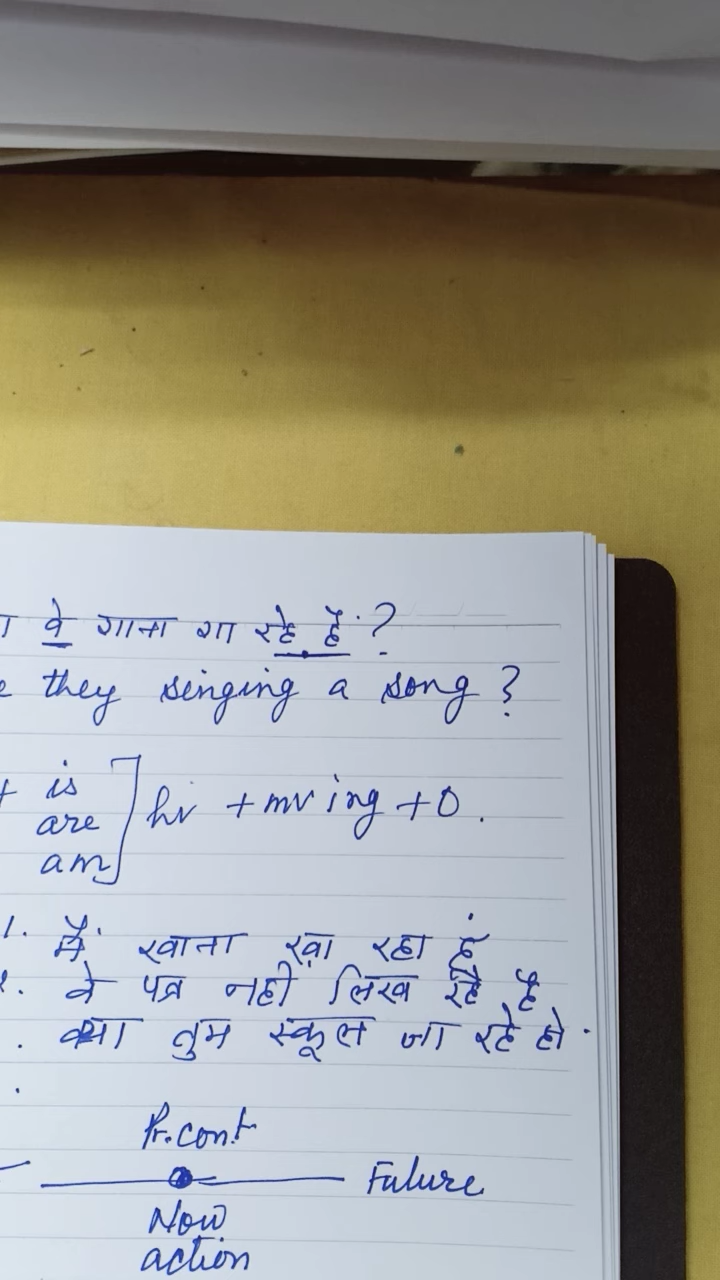 वे गाना गा रहे हैं ?
they singing a song ?
is
are
am
] hv + mv ing + O .
1. मैं खाना खा रहा हूं
2. वे पत्र नही लिख रहे है
. क्या तुम स्कूल जा रहे हो .
Pr. cont
Future
Now
action